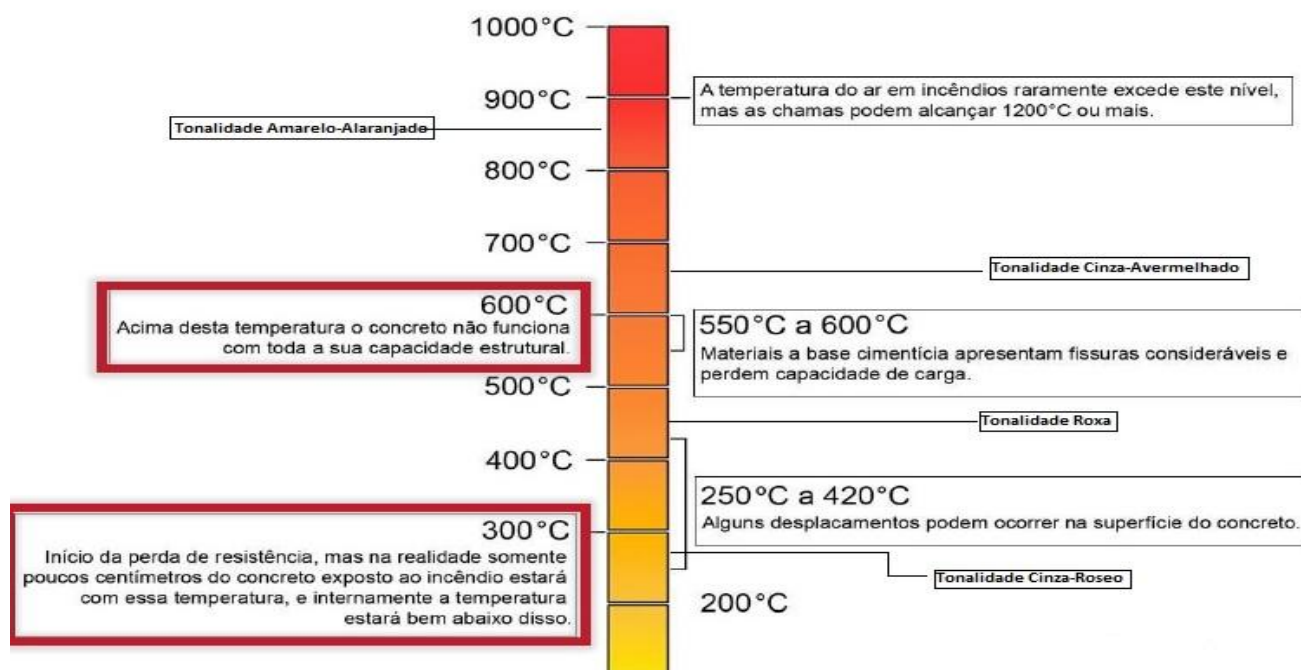 1000°C
A temperatura do ar em incêndios raramente excede este nível,
mas as chamas podem alcançar 1200°C ou mais.
900°C
Tonalidade Amarelo-Alaranjado
800°C
700°C
Tonalidade Cinza-Avermelhado
600°C
Acima desta temperatura o concreto não funciona
com toda a sua capacidade estrutural.
550°C a 600°C
Materiais a base cimentícia apresentam fissuras consideráveis e
perdem capacidade de carga.
500°C
Tonalidade Roxa
400°C
250°C a 420°C
Alguns desplacamentos podem ocorrer na superfície do concreto.
300°C
Início da perda de resistência, mas na realidade somente
poucos centímetros do concreto exposto ao incêndio estará
com essa temperatura, e internamente a temperatura
estará bem abaixo disso.
Tonalidade Cinza-Roseo
200°C